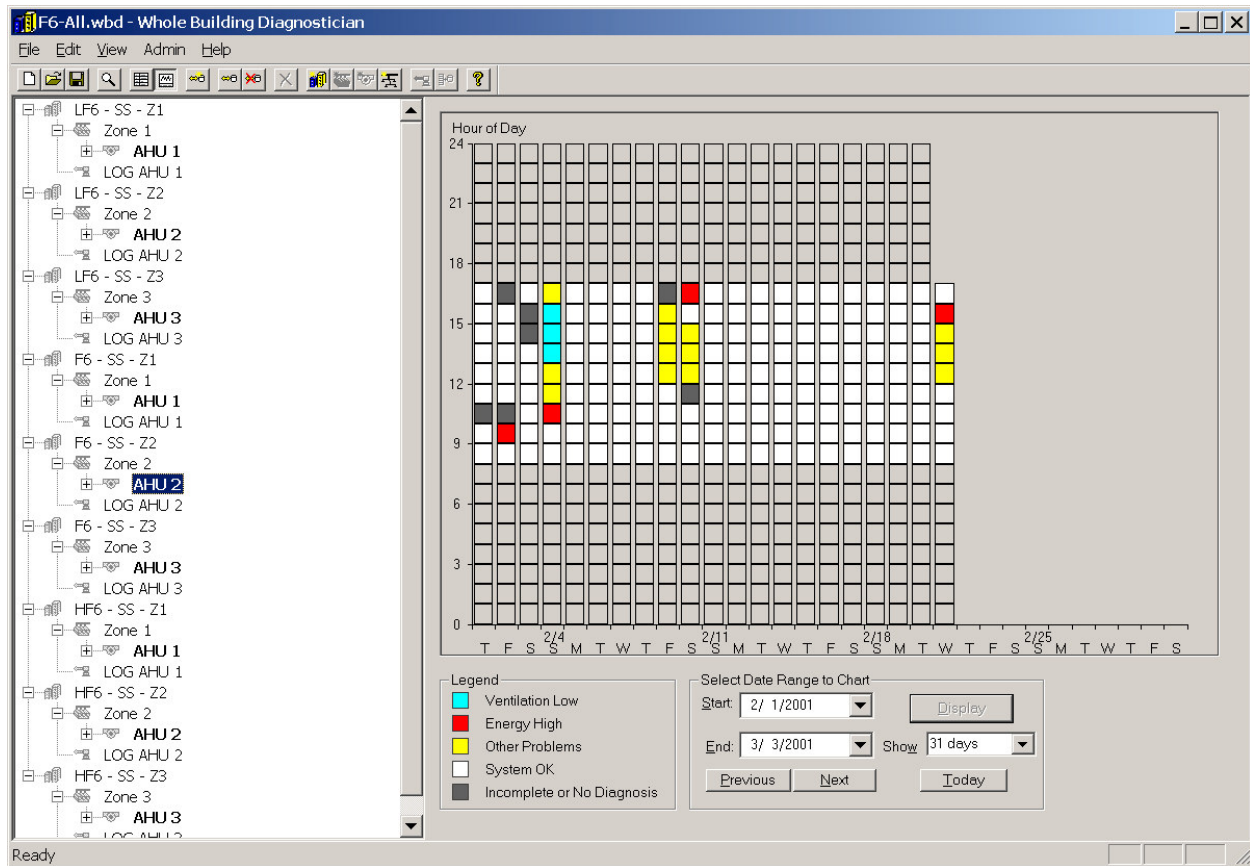 F6-All.wbd - Whole Building Diagnostician
File Edit View Admin Help
LF6 - SS - Z1
Zone 1
AHU 1
LOG AHU 1
LF6 - SS - Z2
Zone 2
AHU 2
LOG AHU 2
LF6 - SS - Z3
Zone 3
AHU 3
LOG AHU 3
F6 - SS - Z1
Zone 1
AHU 1
LOG AHU 1
F6 - SS - Z2
Zone 2
AHU 2
LOG AHU 2
F6 - SS - Z3
Zone 3
AHU 3
LOG AHU 3
HF6 - SS - Z1
Zone 1
AHU 1
LOG AHU 1
HF6 - SS - Z2
Zone 2
AHU 2
LOG AHU 2
HF6 - SS - Z3
Zone 3
AHU 3
Hour of Day
24
21
18
15
12
9
6
3
0
2/4 2/11 2/18 2/25
T F S S M T W T F S S M T W T F S S M T W T F S S M T W T F S
Legend
Ventilation Low
Energy High
Other Problems
System OK
Incomplete or No Diagnosis
Select Date Range to Chart
Start: 2/ 1/2001 Display
End: 3/ 3/2001 Show 31 days
Previous Next Today
Ready